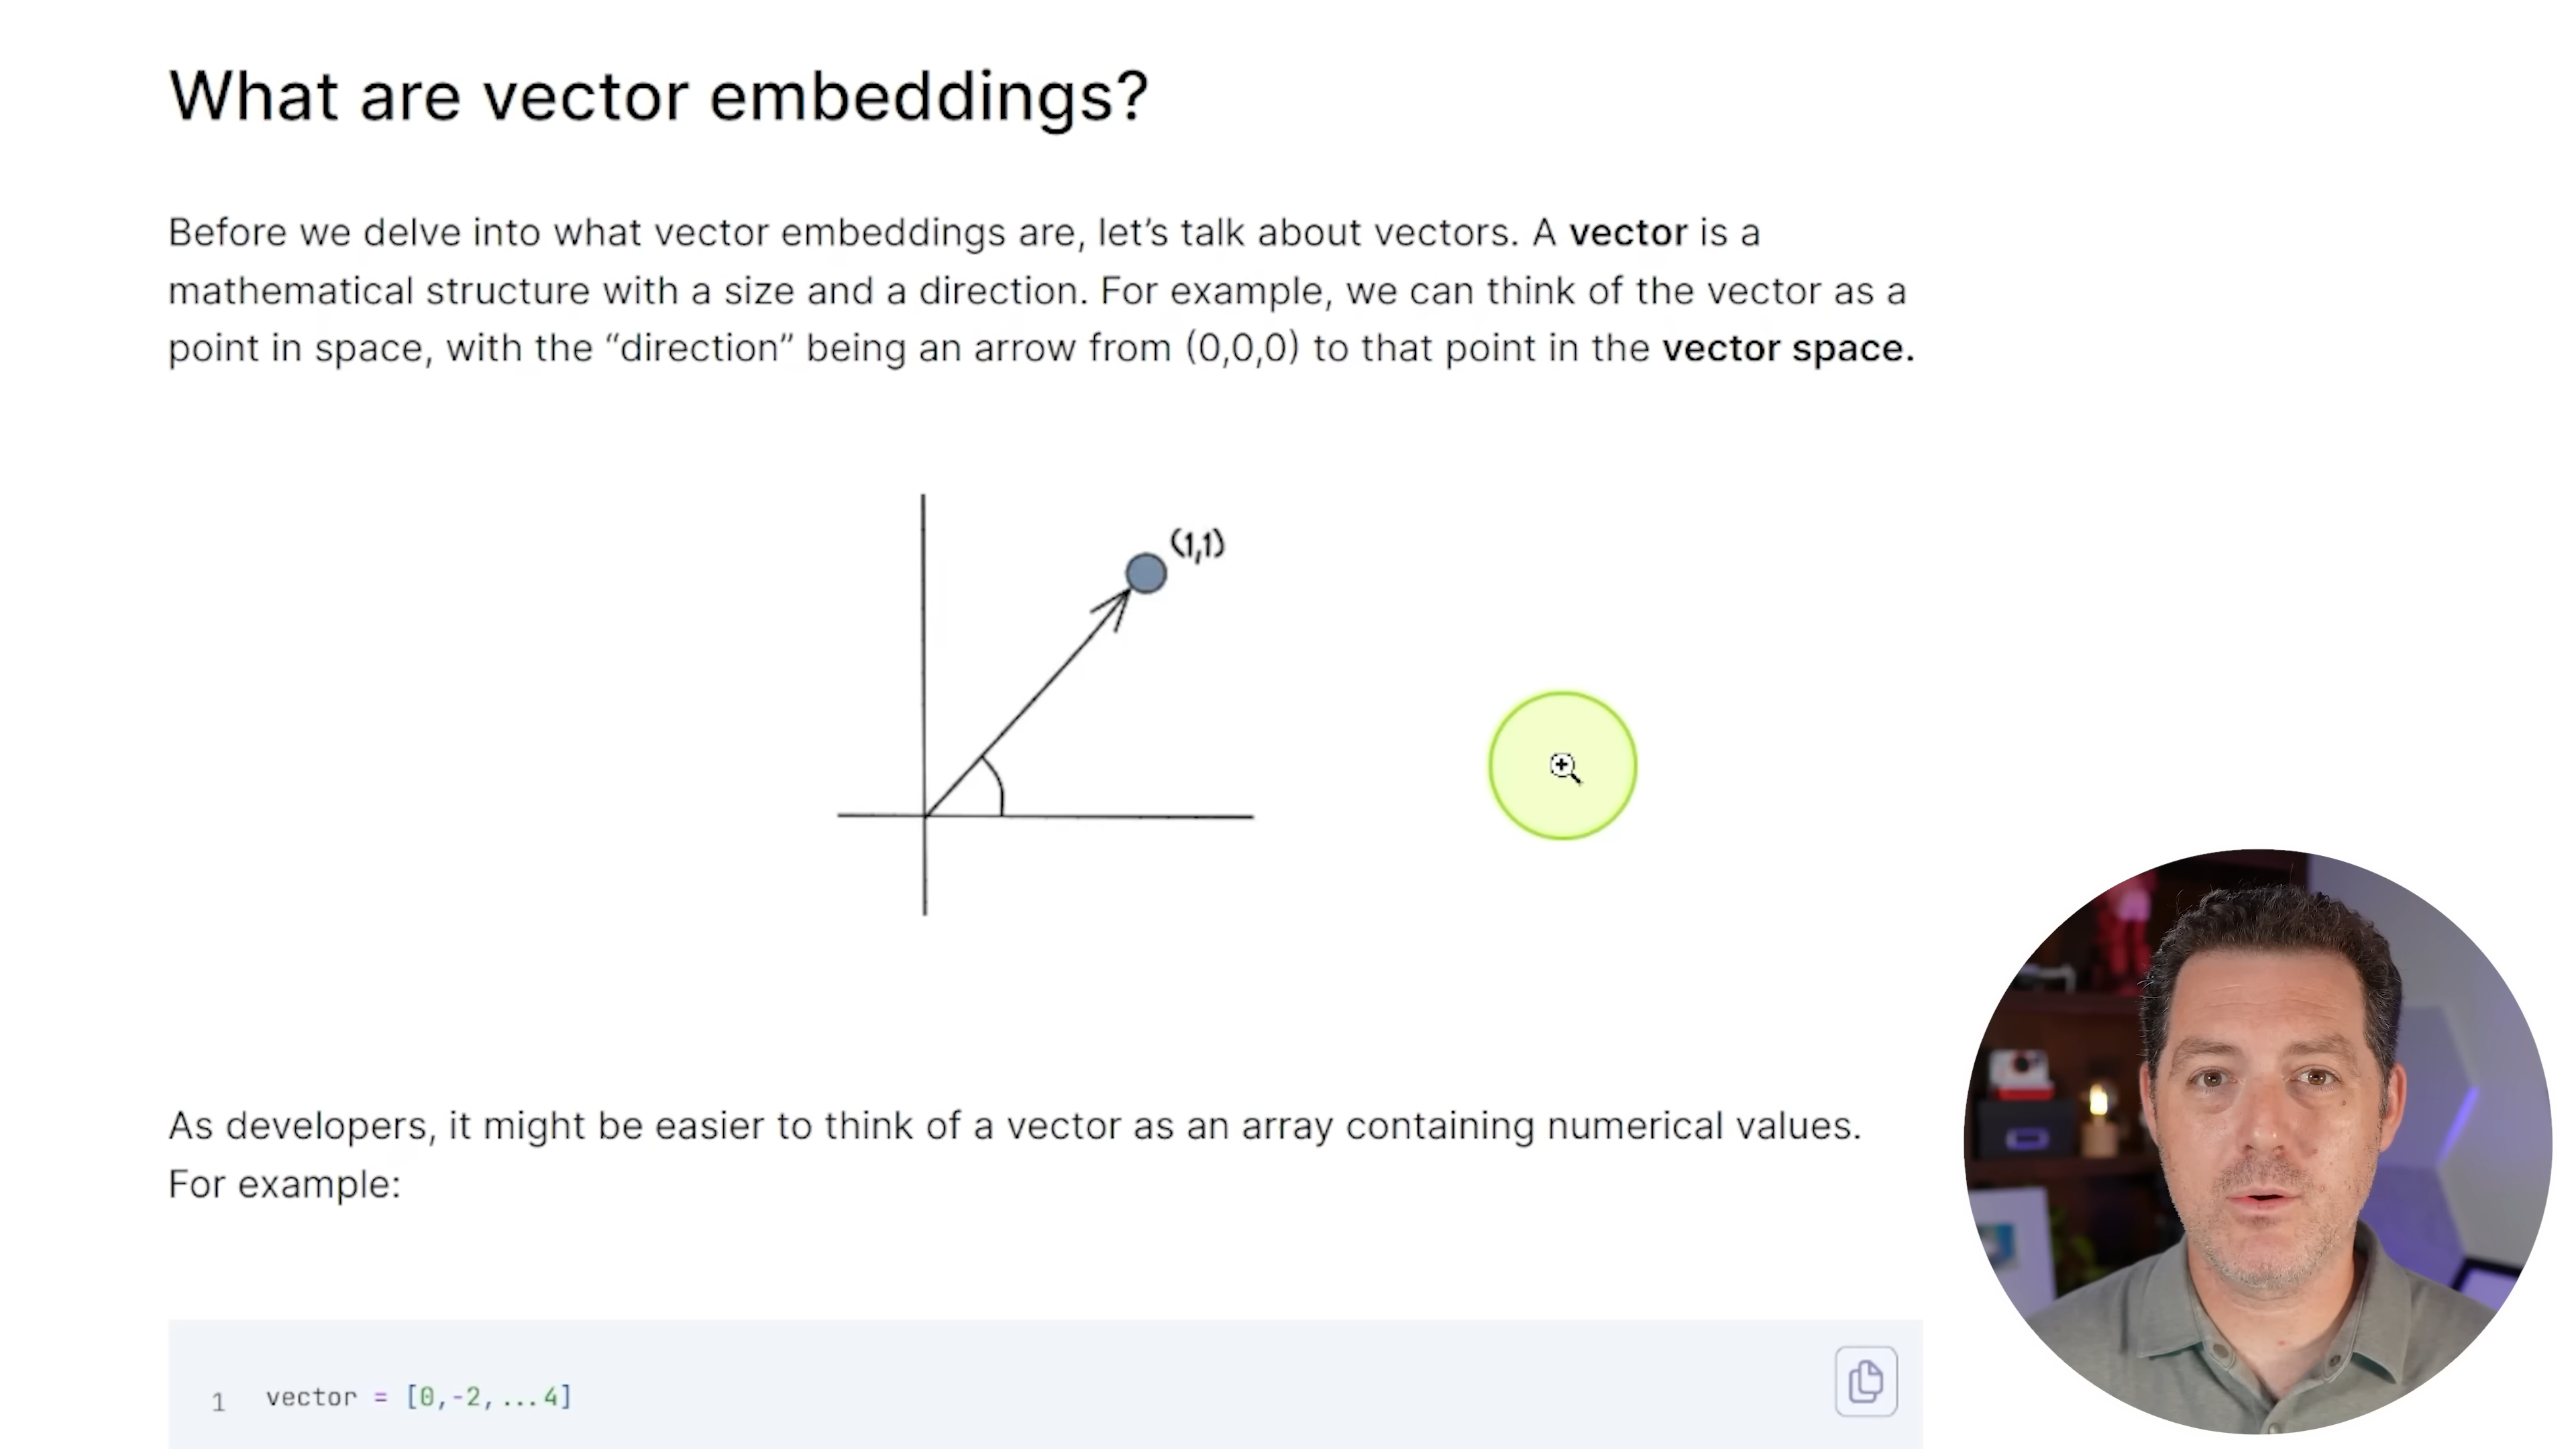 What are vector embeddings?
Before we delve into what vector embeddings are, let’s talk about vectors. A vector is a
mathematical structure with a size and a direction. For example, we can think of the vector as a
point in space, with the “direction” being an arrow from (0,0,0) to that point in the vector space.
(1,1)
As developers, it might be easier to think of a vector as an array containing numerical values.
For example:
1 vector = [0,-2,...4]